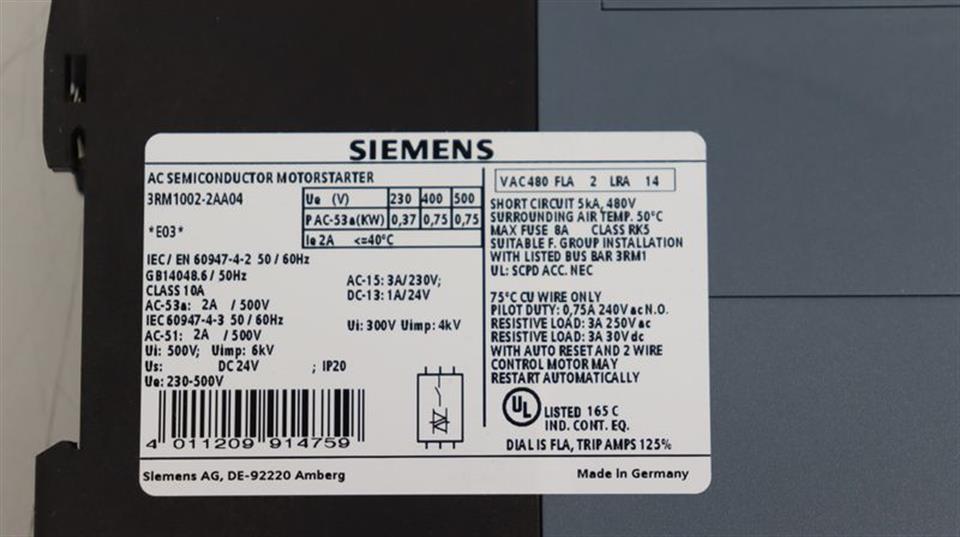 SIEMENS
AC SEMICONDUCTOR MOTORSTARTER
3RM1002-2AA04
*E03*
Ue (V) 230 400 500
P AC-53a(KW) 0,37 0,75 0,75
Ie 2A <=40°C
IEC/ EN 60947-4-2 50 / 60Hz
GB14048.6/ 50Hz
CLASS 10A
AC-53a: 2A / 500V
IEC 60947-4-3 50 / 60Hz
AC-51: 2A / 500V
Ui: 500V; Uimp: 6kV
Us: DC 24V ; IP20
Ue: 230-500V
AC-15: 3A/230V;
DC-13: 1A/24V
Ui: 300V Uimp: 4kV
4 011209 914759
VAC480 FLA 2 LRA 14
SHORT CIRCUIT 5kA, 480V
SURROUNDING AIR TEMP. 50°C
MAX FUSE 8A CLASS RK5
SUITABLE F. GROUP INSTALLATION
WITH LISTED BUS BAR 3RM1
UL: SCPD ACC. NEC
75°C CU WIRE ONLY
PILOT DUTY: 0,75A 240V ac N.O.
RESISTIVE LOAD: 3A 250V ac
RESISTIVE LOAD: 3A 30V dc
WITH AUTO RESET AND 2 WIRE
CONTROL MOTOR MAY
RESTART AUTOMATICALLY
UL LISTED 165 C
IND. CONT. EQ.
DIAL IS FLA, TRIP AMPS 125%
Siemens AG, DE-92220 Amberg
Made in Germany